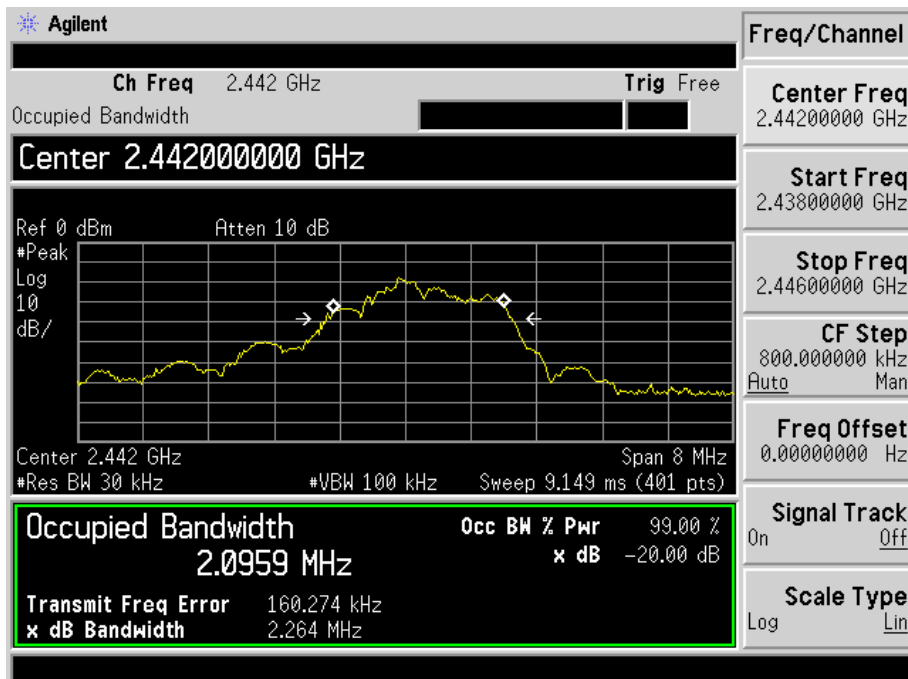 Agilent
Freq/Channel
Ch Freq 2.442 GHz Trig Free
Occupied Bandwidth
Center 2.442000000 GHz
Ref 0 dBm Atten 10 dB
#Peak
Log
10
dB/
Center 2.442 GHz Span 8 MHz
#Res BW 30 kHz #VBW 100 kHz Sweep 9.149 ms (401 pts)
Occupied Bandwidth
2.0959 MHz
Occ BW % Pwr 99.00 %
x dB -20.00 dB
Transmit Freq Error 160.274 kHz
x dB Bandwidth 2.264 MHz
Center Freq
2.44200000 GHz
Start Freq
2.43800000 GHz
Stop Freq
2.44600000 GHz
CF Step
800.000000 kHz
Auto Man
Freq Offset
0.00000000 Hz
Signal Track
On Off
Scale Type
Log Lin